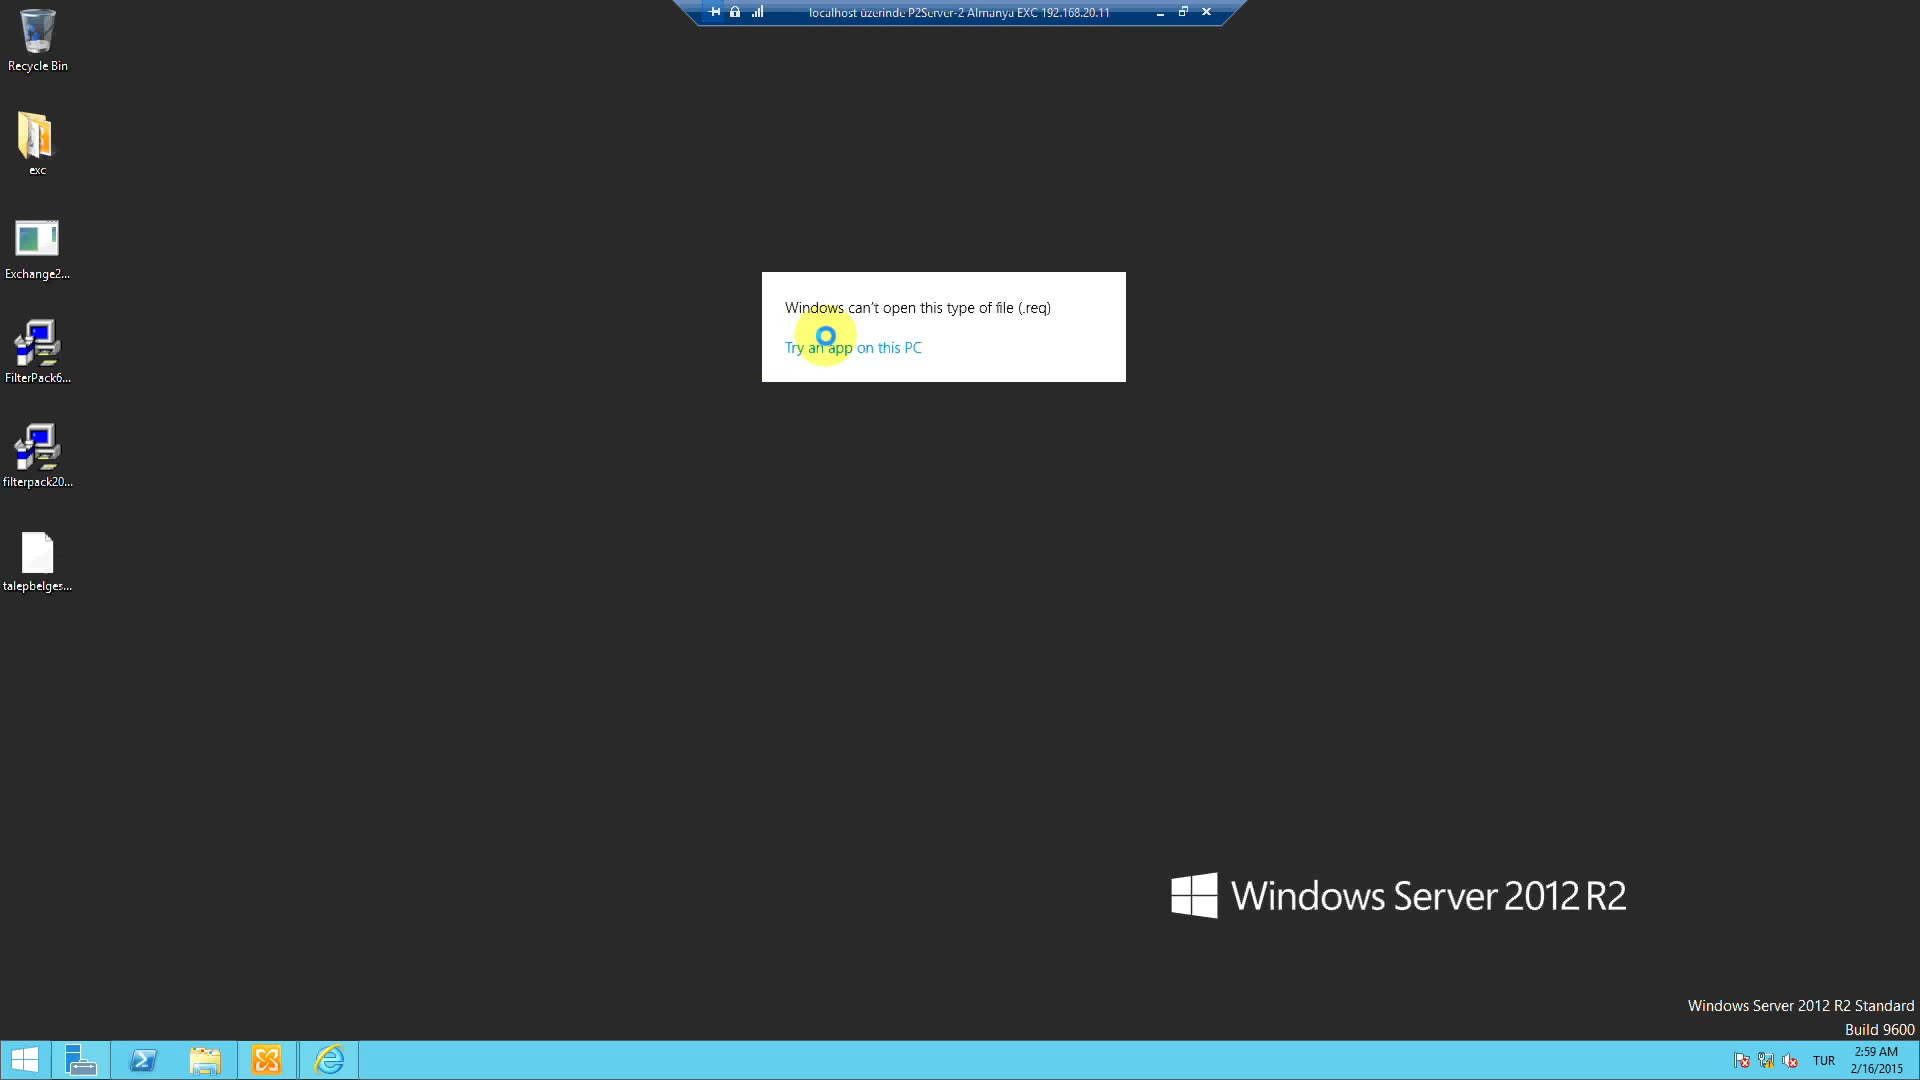 localhost üzerinde P2Server-2 Almanya EXC 192.168.20.11
Recycle Bin
exc
Exchange2...
FilterPack6...
filterpack20...
talepbelges...
Windows can't open this type of file (.req)
Try an app on this PC
Windows Server 2012 R2
Windows Server 2012 R2 Standard
Build 9600
TUR
2:59 AM
2/16/2015